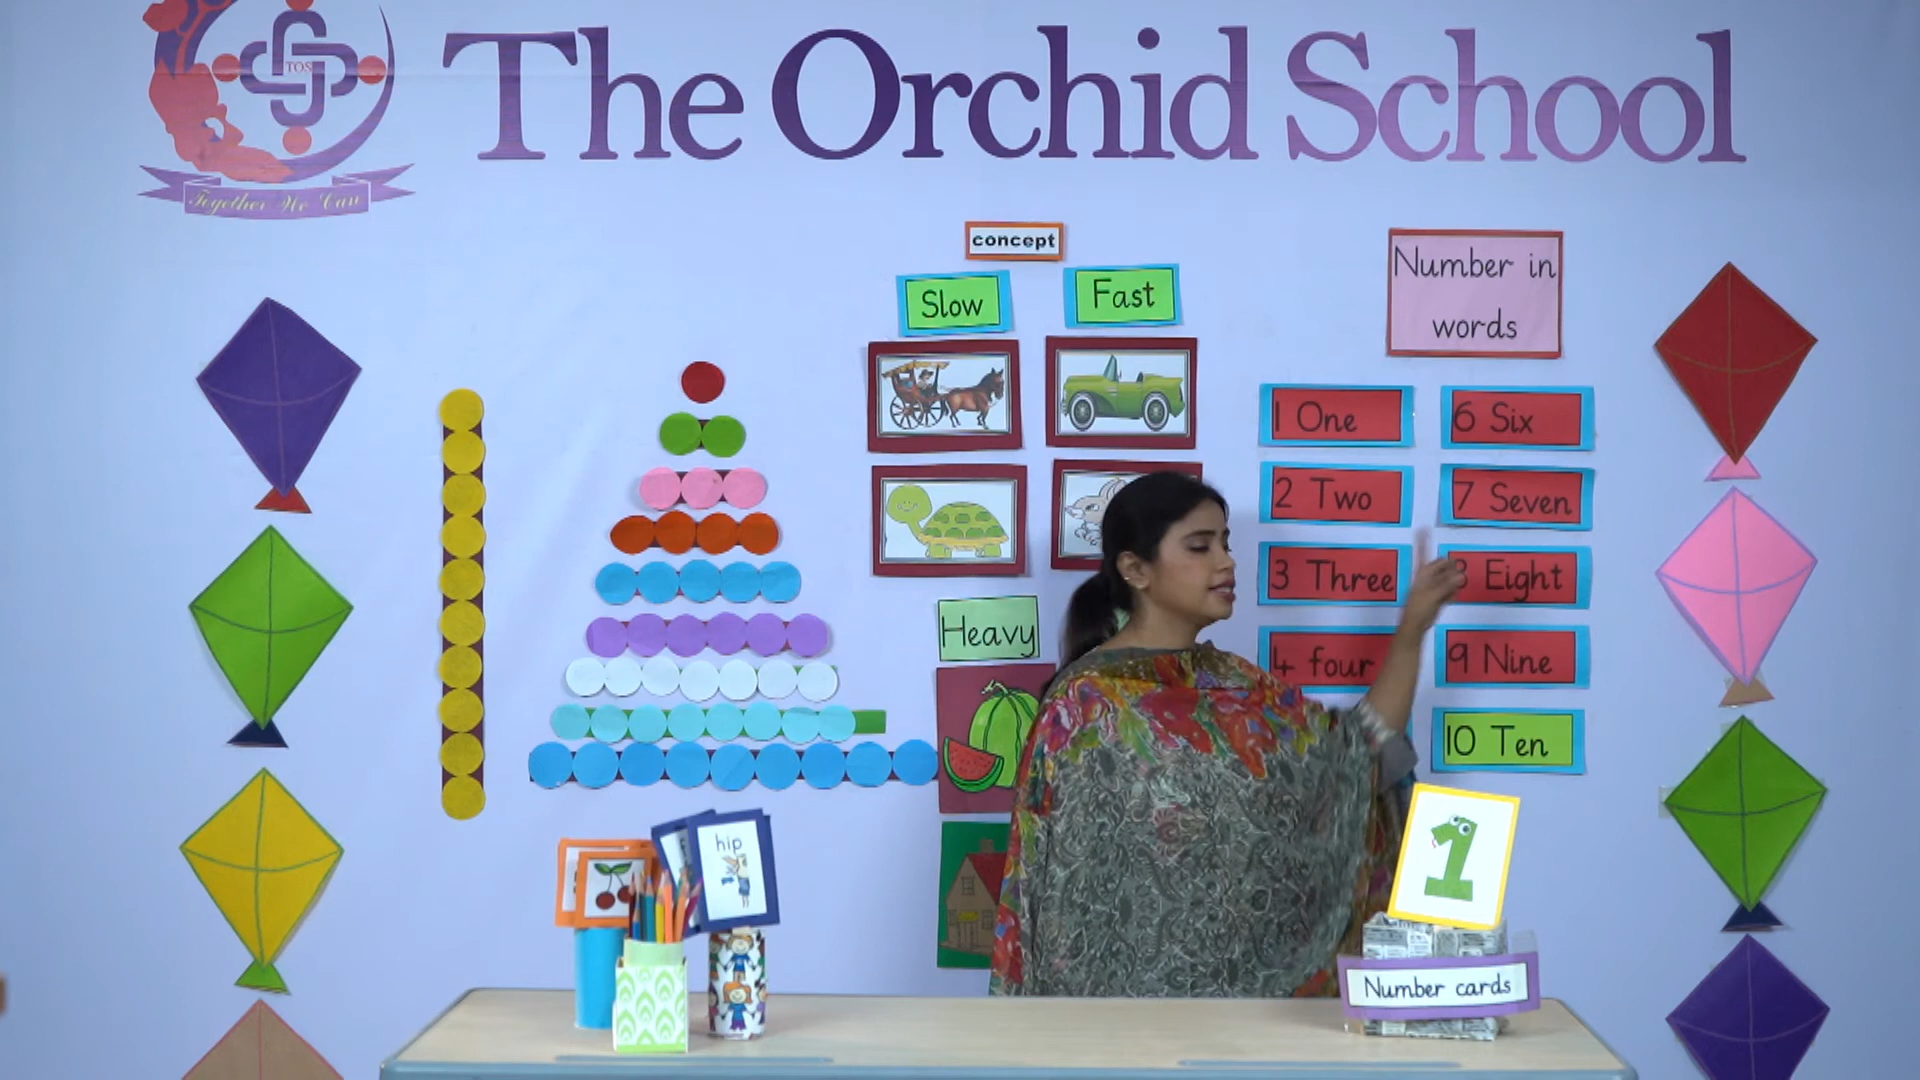 The Orchid School
TOS
Together We Can
concept
Slow
Fast
Number in
words
1 One
6 Six
2 Two
7 Seven
3 Three
8 Eight
4 four
9 Nine
10 Ten
Heavy
hip
1
Number cards